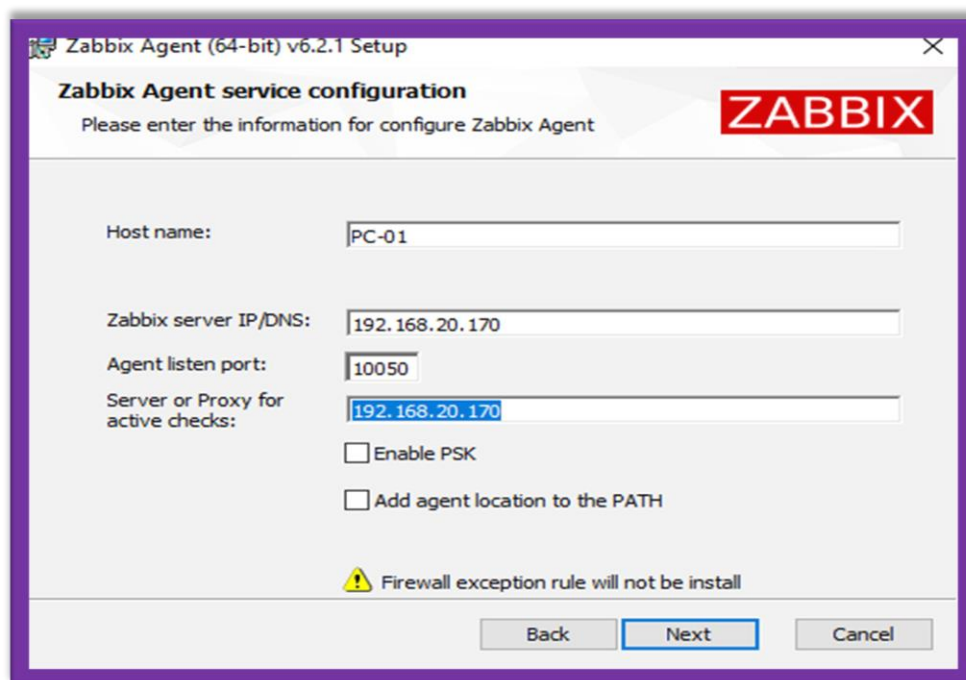 Zabbix Agent (64-bit) v6.2.1 Setup
Zabbix Agent service configuration
Please enter the information for configure Zabbix Agent
ZABBIX
Host name:
PC-01
Zabbix server IP/DNS:
192.168.20.170
Agent listen port:
10050
Server or Proxy for
active checks:
192.168.20.170
Enable PSK
Add agent location to the PATH
Firewall exception rule will not be install
Back
Next
Cancel